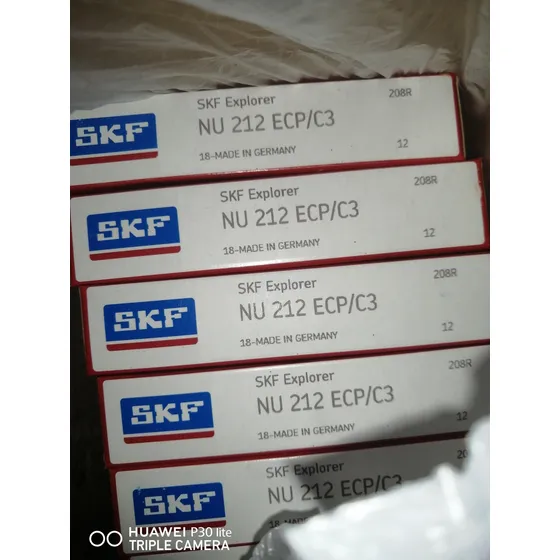 SKF
SKF Explorer
208R
NU 212 ECP/C3
18-MADE IN GERMANY
12
SKF
SKF Explorer
208R
NU 212 ECP/C3
18-MADE IN GERMANY
12
SKF
SKF Explorer
208R
NU 212 ECP/C3
18-MADE IN GERMANY
12
SKF
SKF Explorer
208R
NU 212 ECP/C3
18-MADE IN GERMANY
12
SKF
SKF Explorer
NU 212 ECP/C3
HUAWEI P30 lite
TRIPLE CAMERA